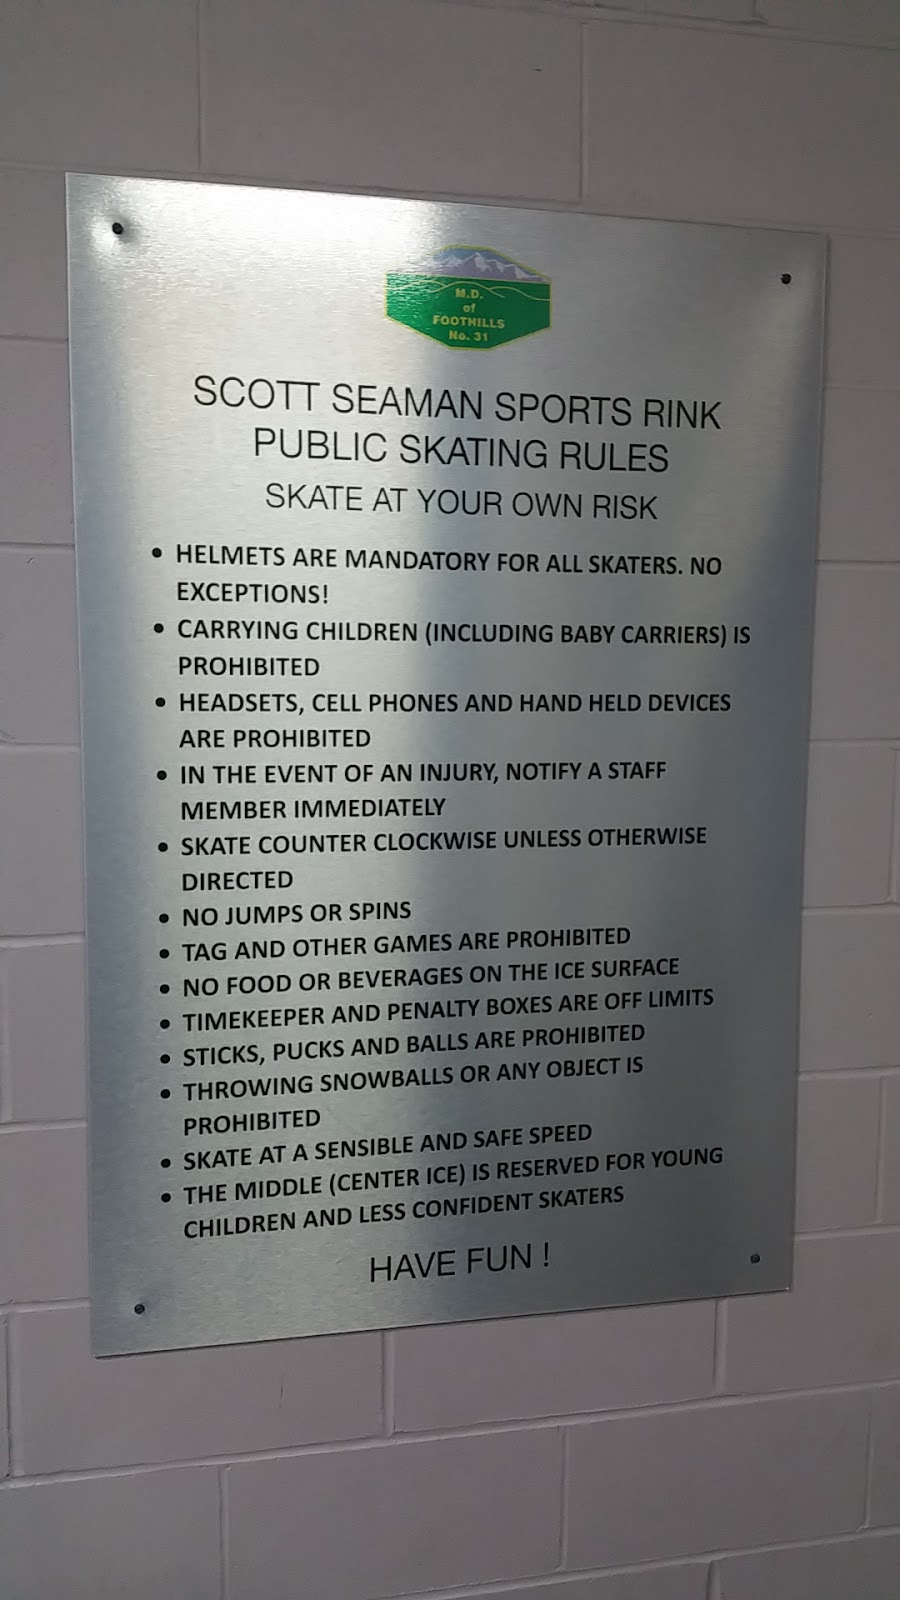 M.D.
of
FOOTHILLS
No. 31
SCOTT SEAMAN SPORTS RINK
PUBLIC SKATING RULES
SKATE AT YOUR OWN RISK
• HELMETS ARE MANDATORY FOR ALL SKATERS. NO
EXCEPTIONS!
• CARRYING CHILDREN (INCLUDING BABY CARRIERS) IS
PROHIBITED
• HEADSETS, CELL PHONES AND HAND HELD DEVICES
ARE PROHIBITED
• IN THE EVENT OF AN INJURY, NOTIFY A STAFF
MEMBER IMMEDIATELY
• SKATE COUNTER CLOCKWISE UNLESS OTHERWISE
DIRECTED
• NO JUMPS OR SPINS
• TAG AND OTHER GAMES ARE PROHIBITED
• NO FOOD OR BEVERAGES ON THE ICE SURFACE
• TIMEKEEPER AND PENALTY BOXES ARE OFF LIMITS
• STICKS, PUCKS AND BALLS ARE PROHIBITED
• THROWING SNOWBALLS OR ANY OBJECT IS
PROHIBITED
• SKATE AT A SENSIBLE AND SAFE SPEED
• THE MIDDLE (CENTER ICE) IS RESERVED FOR YOUNG
CHILDREN AND LESS CONFIDENT SKATERS
HAVE FUN !